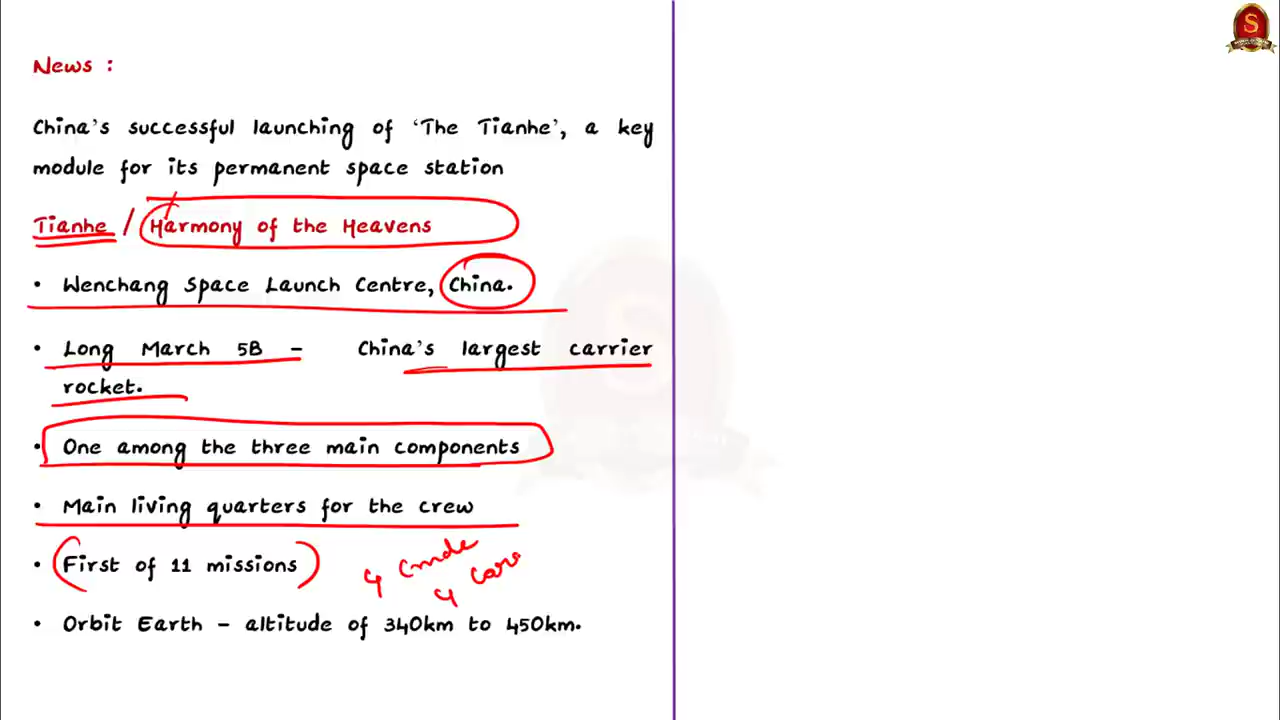 News :
China's successful launching of 'The Tianhe', a key
module for its permanent space station
Tianhe / Harmony of the Heavens
• Wenchang Space Launch Centre, China.
• Long March 5B - China's largest carrier
rocket.
• One among the three main components
• Main living quarters for the crew
• (First of 11 missions)
• Orbit Earth - altitude of 340km to 450km.
S